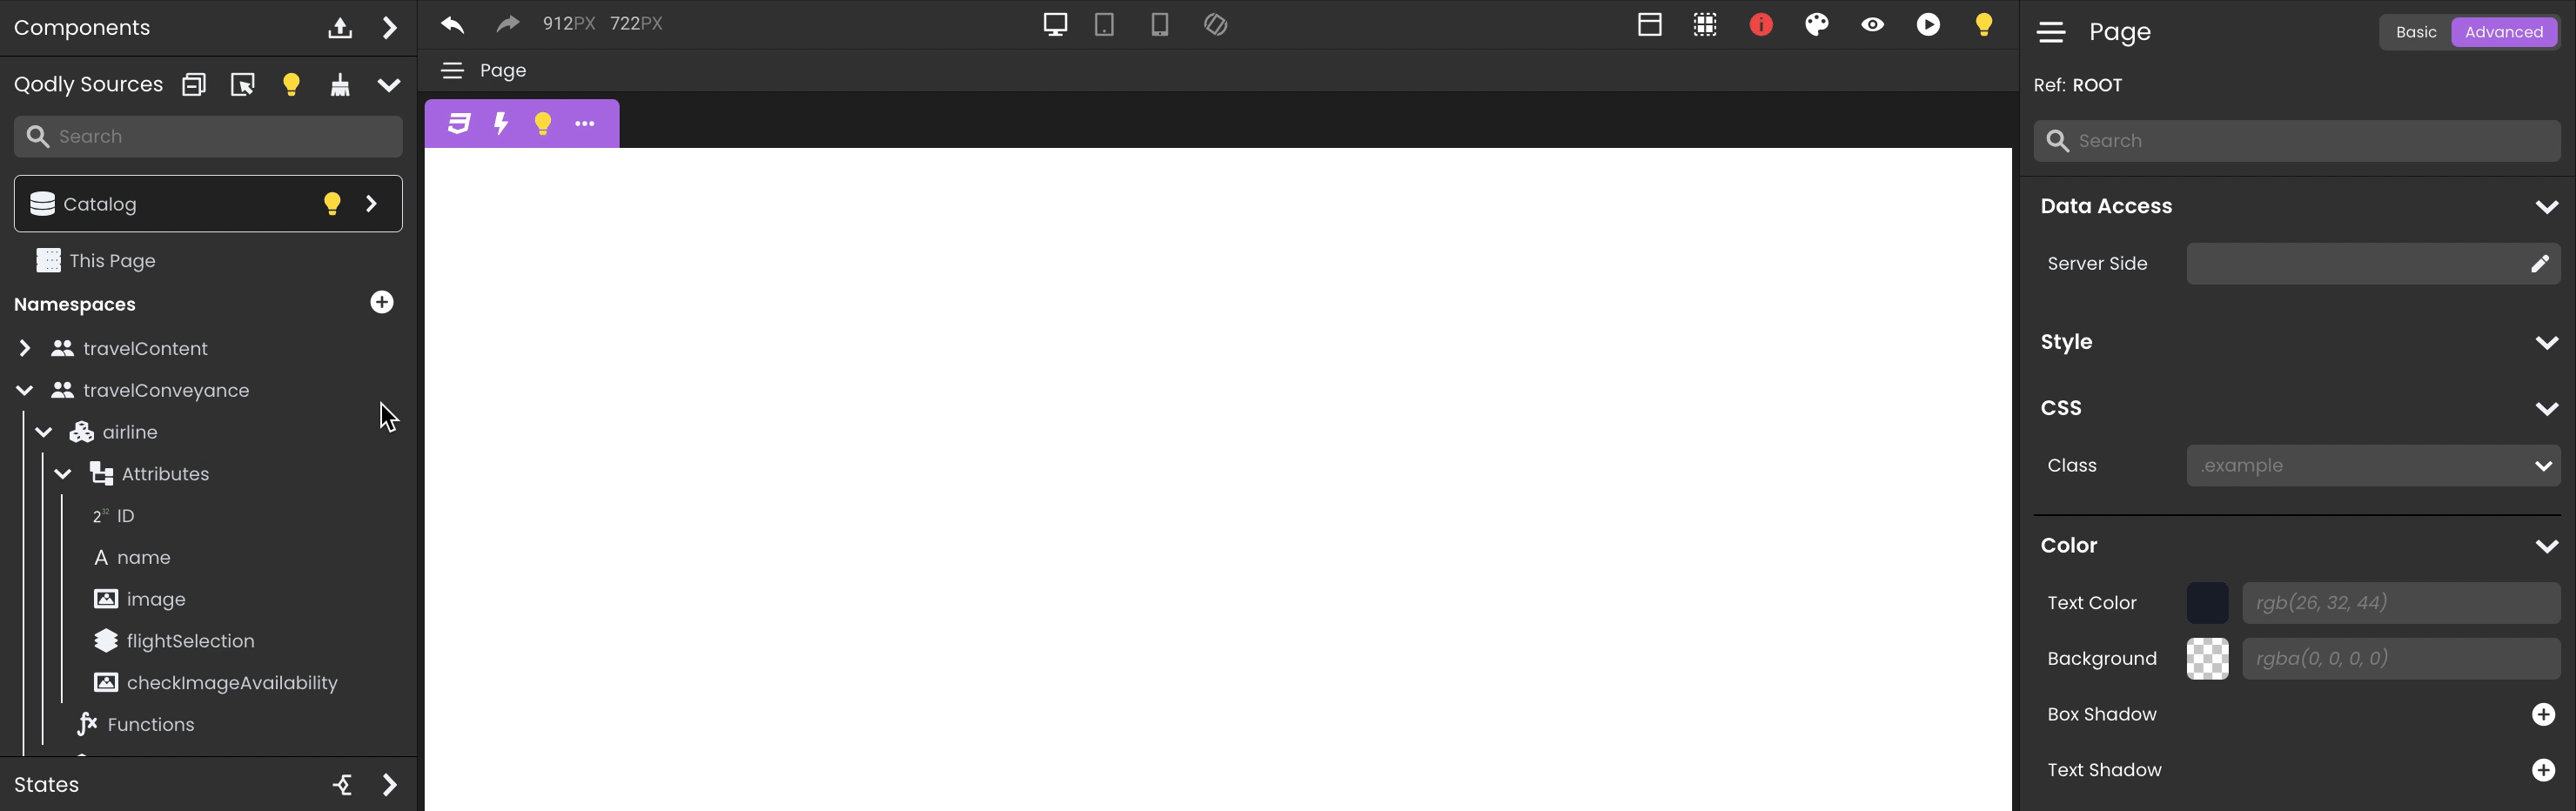 Components
Qodly Sources
Search
Catalog
This Page
Namespaces
travelContent
travelConveyance
airline
Attributes
2³² ID
A name
image
flightSelection
checkImageAvailability
fx Functions
States
912PX 722PX
Page
Page
Basic Advanced
Ref: ROOT
Search
Data Access
Server Side
Style
CSS
Class .example
Color
Text Color rgb(26, 32, 44)
Background rgba(0, 0, 0, 0)
Box Shadow
Text Shadow